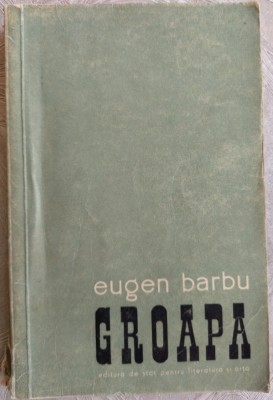 eugen barbu
GROAPA
editura de stat pentru literatură și artă